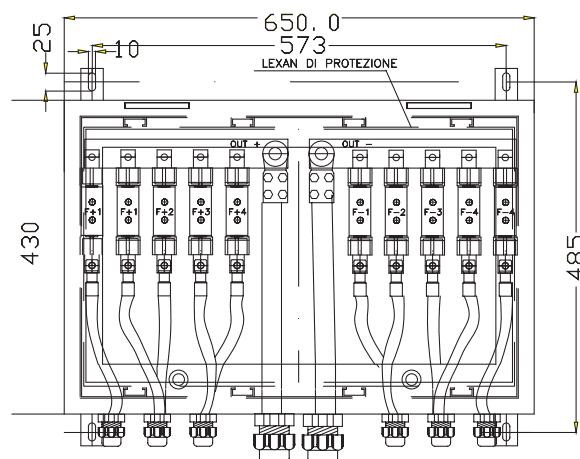 650.0
573
25
10
LEXAN DI PROTEZIONE
OUT + OUT -
F+1 F+1 F+2 F+3 F+4 F-1 F-2 F-3 F-4 F-4
430
485